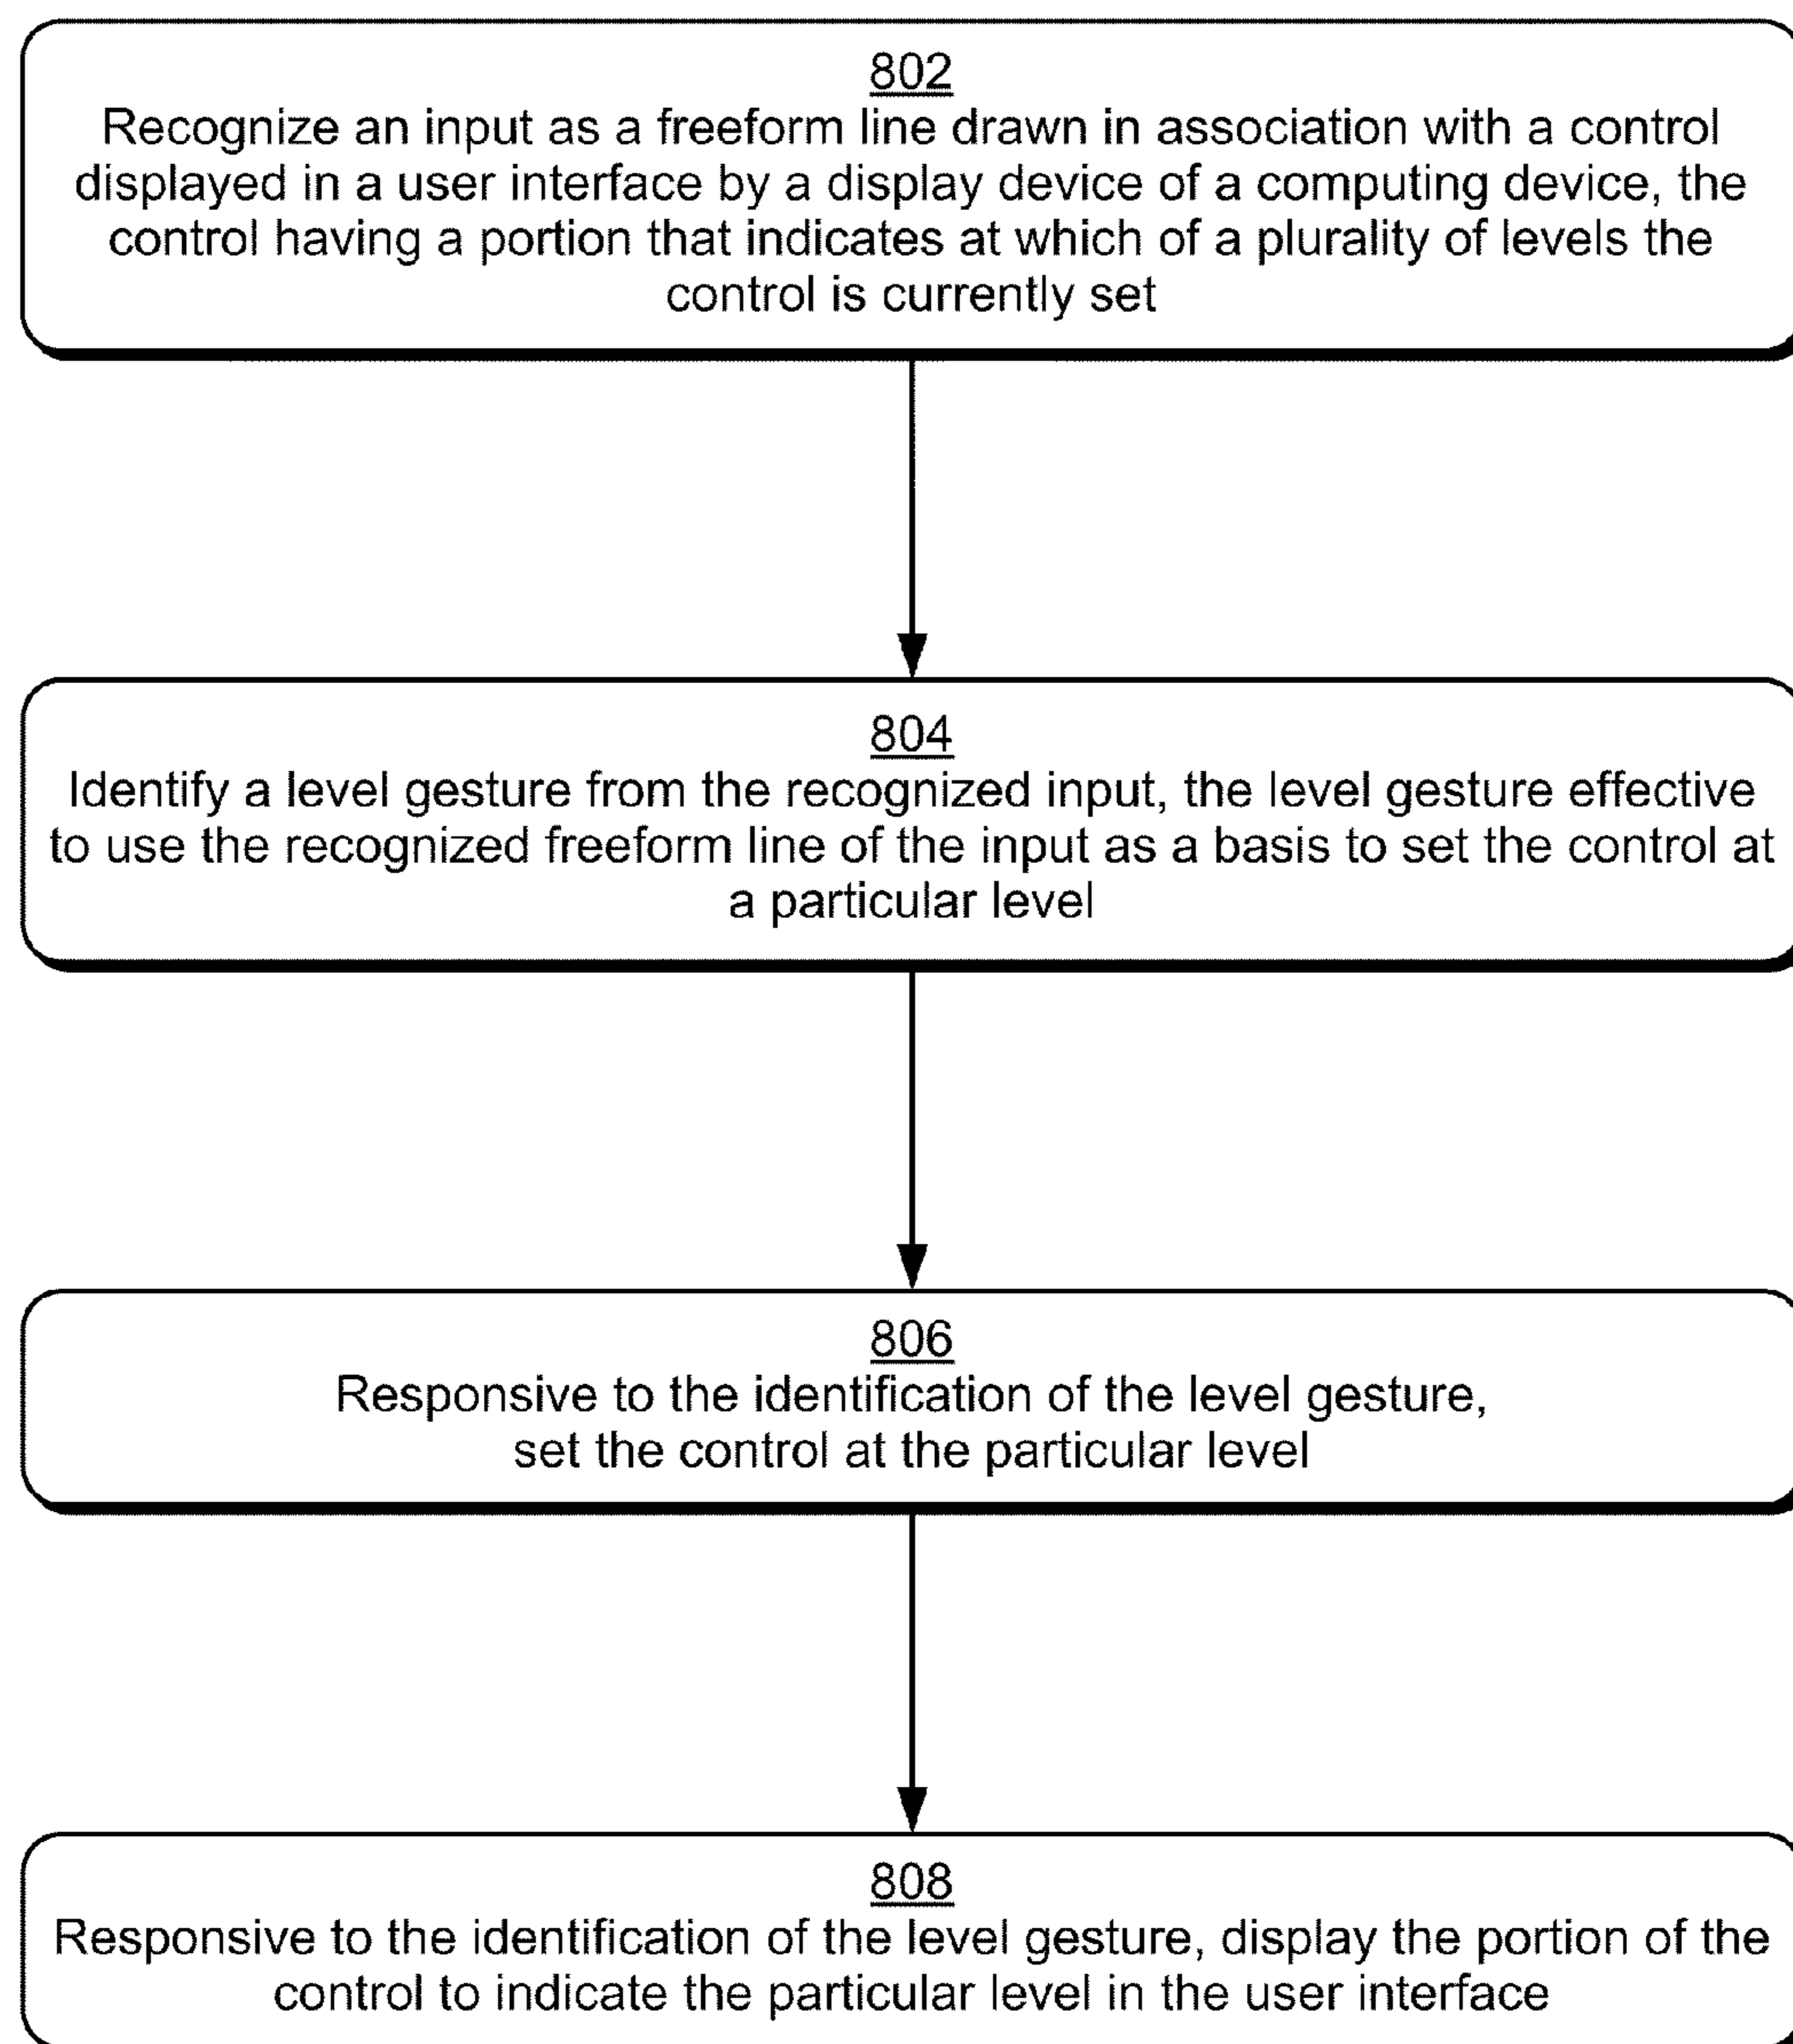 802
Recognize an input as a freeform line drawn in association with a control
displayed in a user interface by a display device of a computing device, the
control having a portion that indicates at which of a plurality of levels the
control is currently set
804
Identify a level gesture from the recognized input, the level gesture effective
to use the recognized freeform line of the input as a basis to set the control at
a particular level
806
Responsive to the identification of the level gesture,
set the control at the particular level
808
Responsive to the identification of the level gesture, display the portion of the
control to indicate the particular level in the user interface